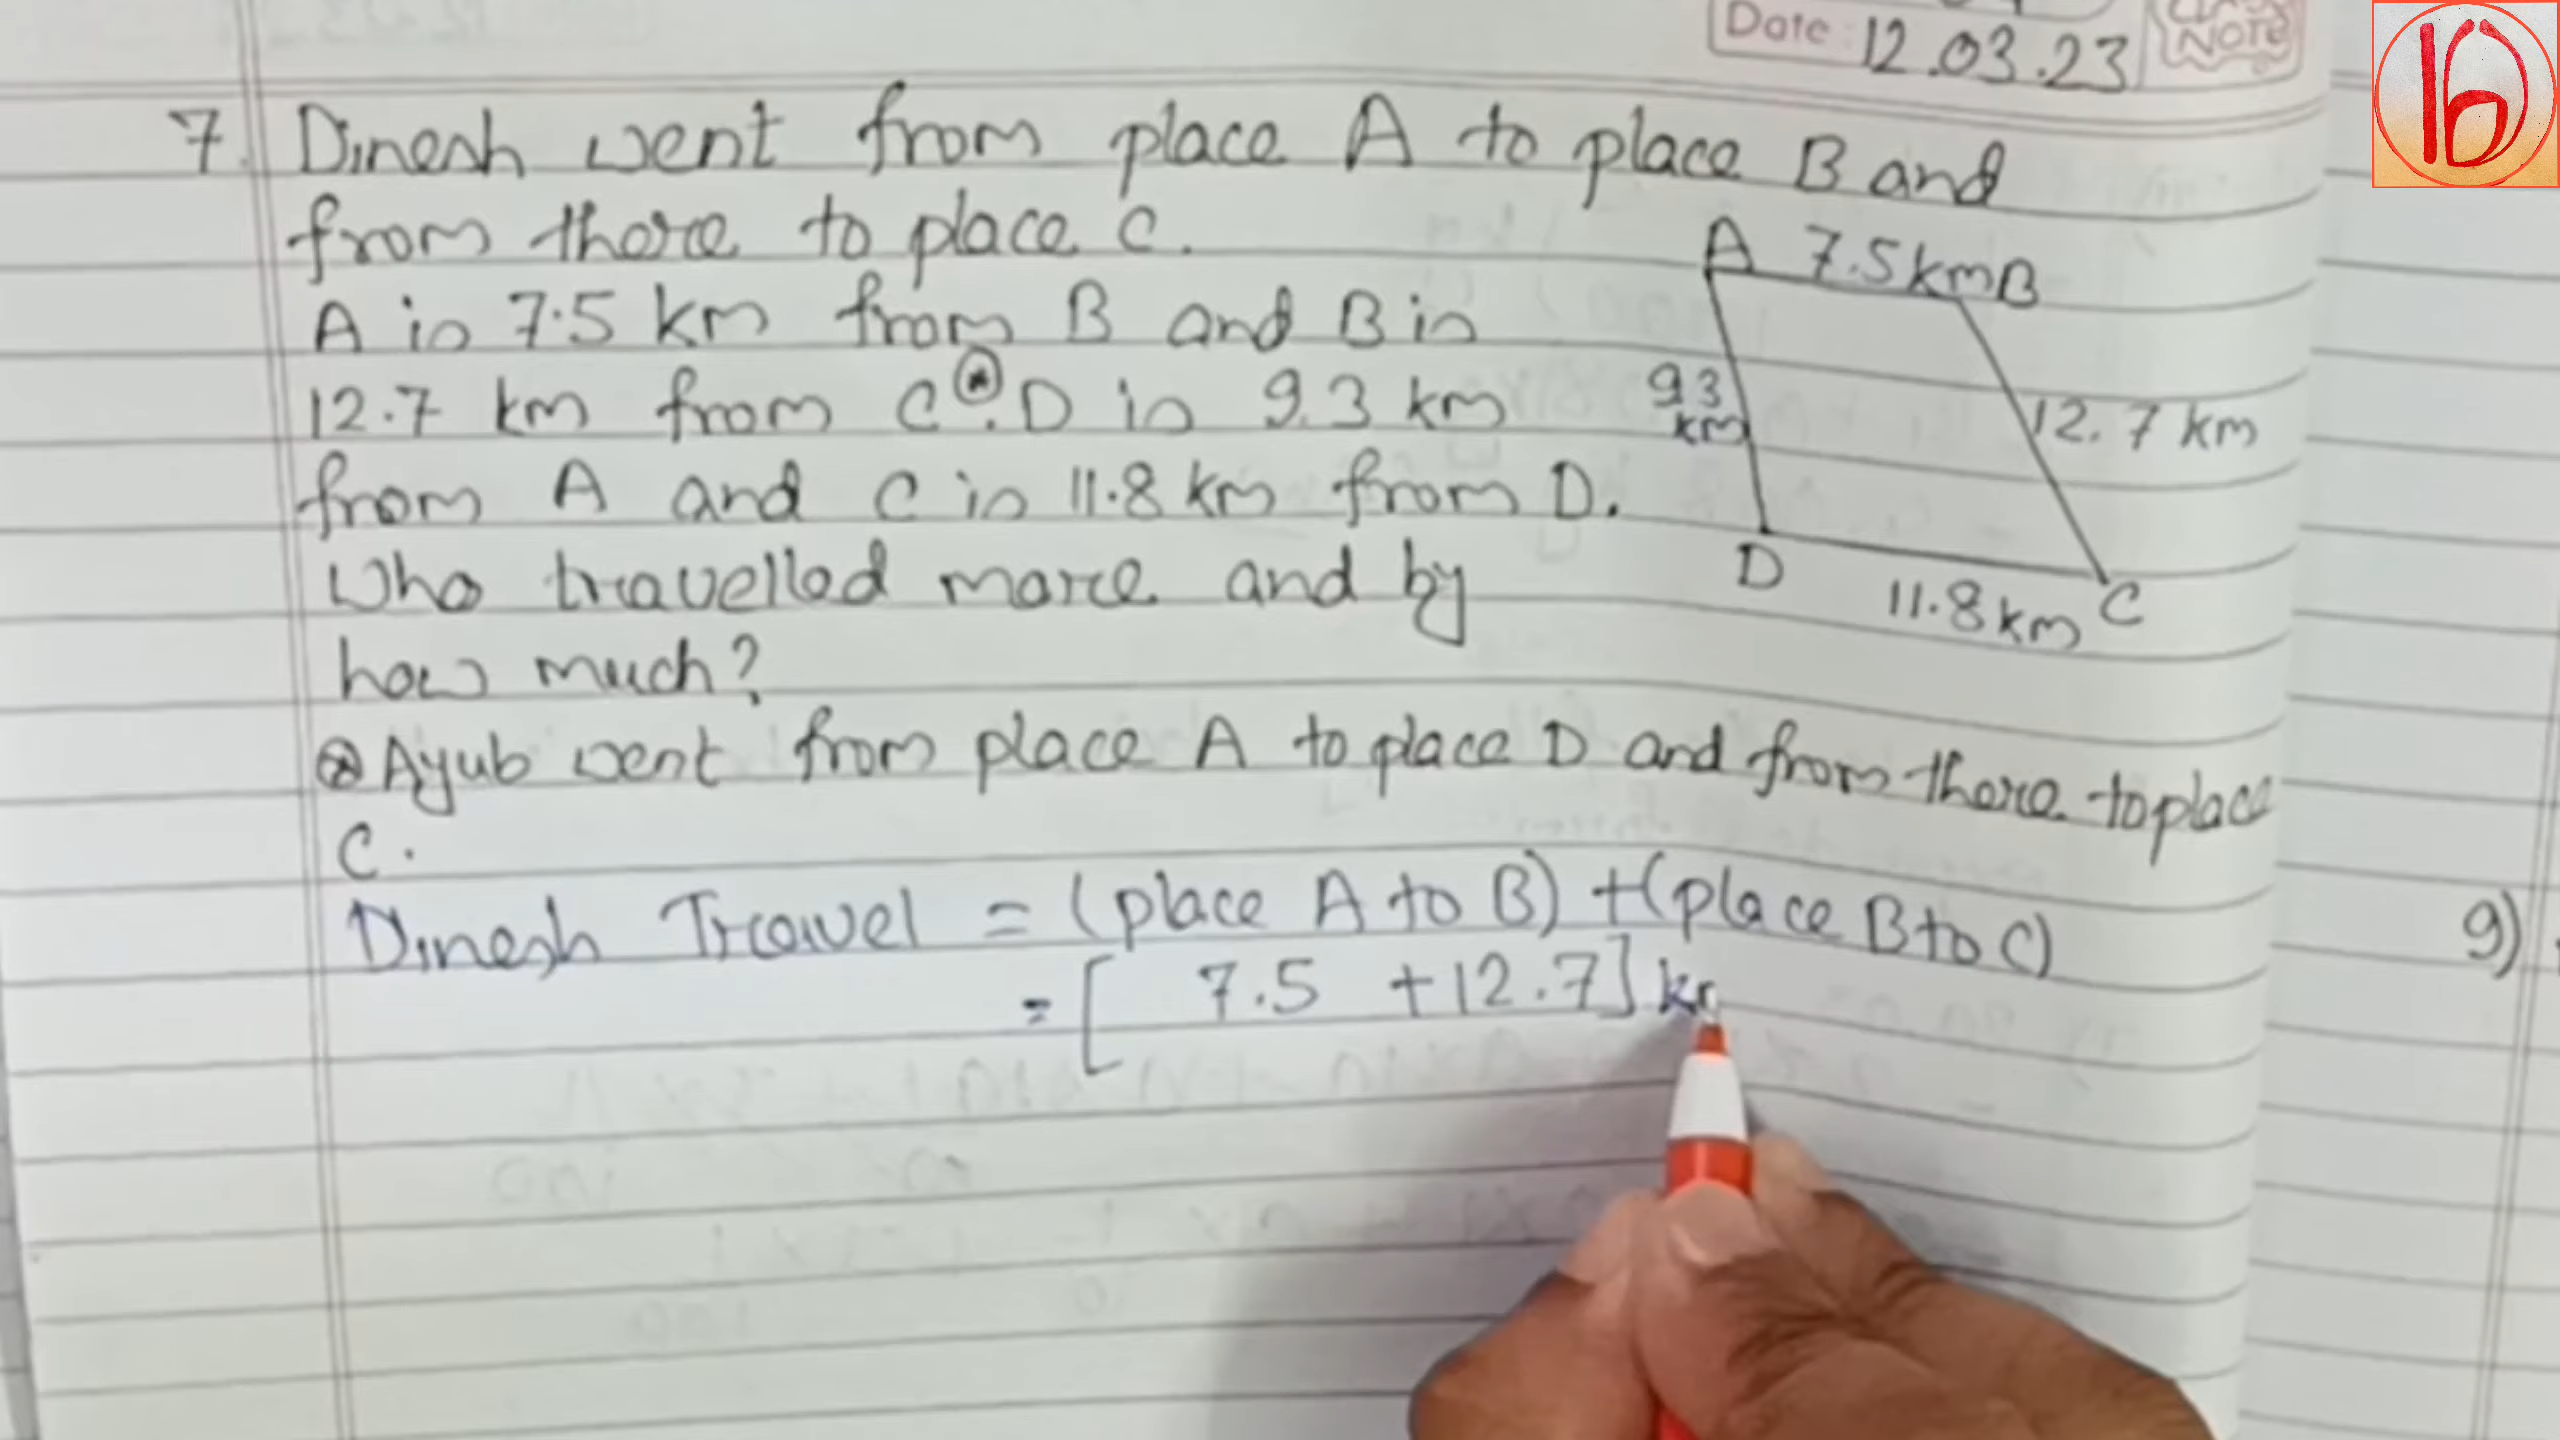 Date: 12.03.23
NOTE
7. Dinesh went from place A to place B and
from there to place C.
A is 7.5 km from B and B is
12.7 km from C. D is 9.3 km
from A and C is 11.8 km from D.
Who travelled more and by
how much?
A 7.5 km B
9.3
km
12.7 km
D
11.8 km C
Ayub went from place A to place D and from there to place
C.
Dinesh Travel = (place A to B) + (place B to C)
= [ 7.5 + 12.7] k
9)